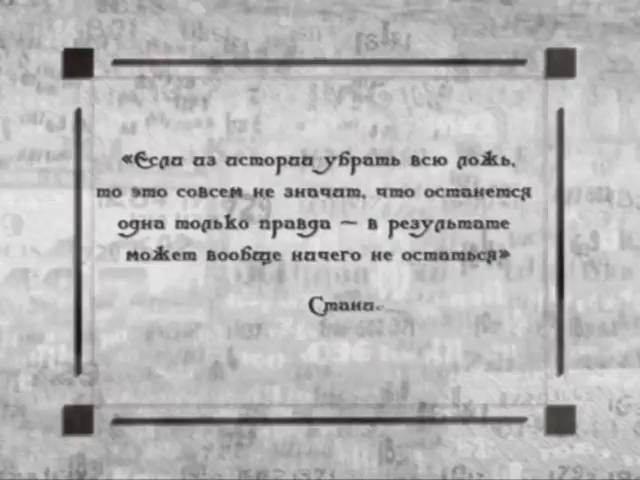 «Если из истории убрать всю ложь,
то это совсем не значит, что останется
одна только правда – в результате
может вообще ничего не остаться»
Стани